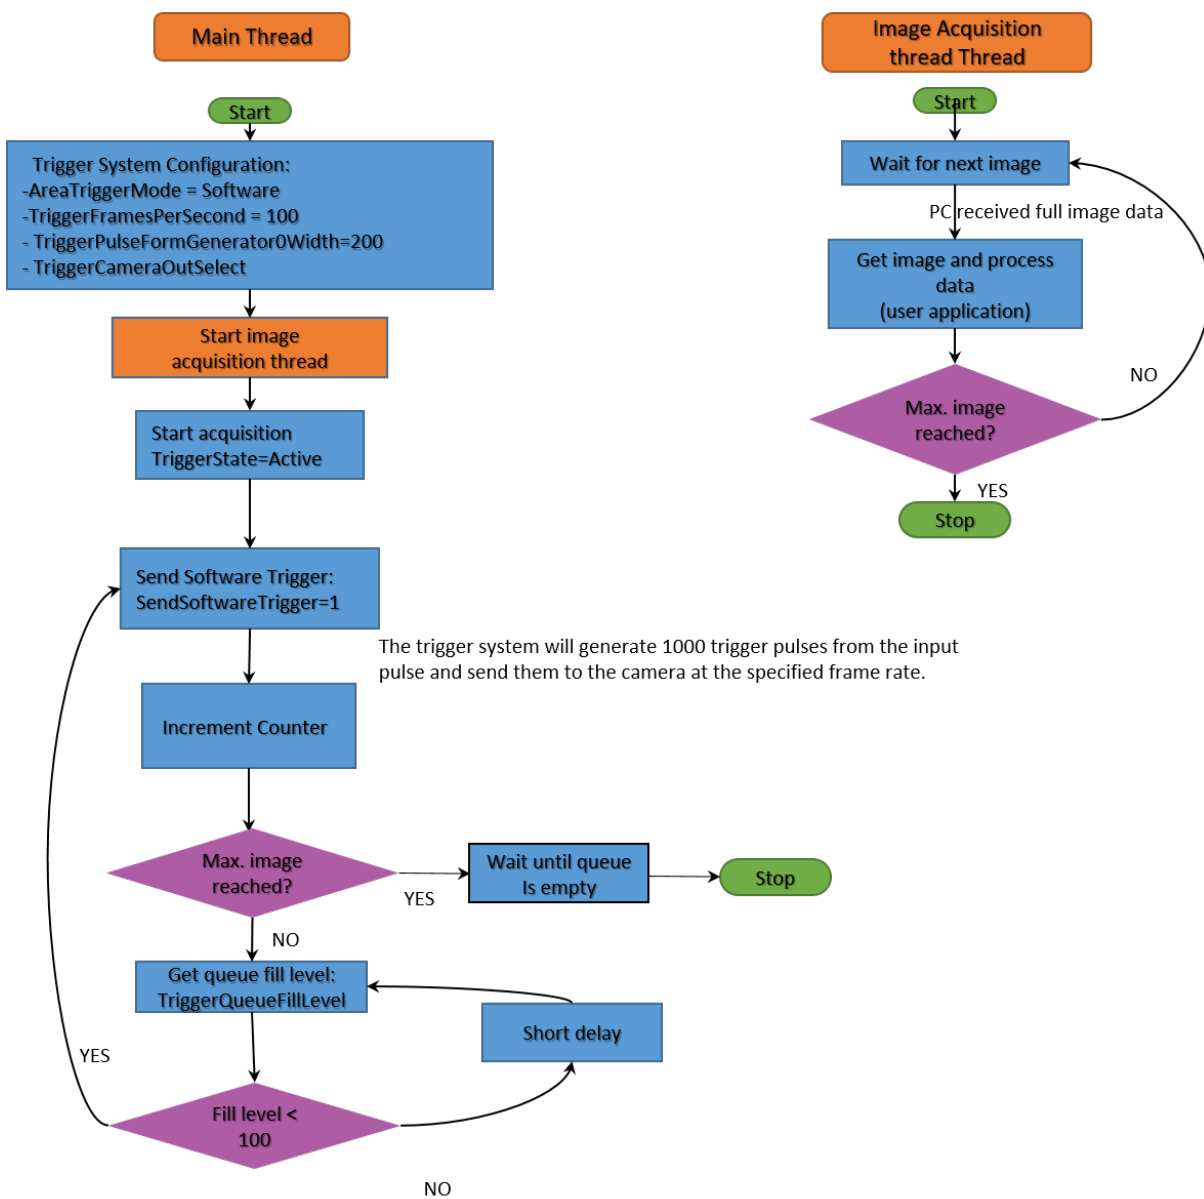 Main Thread
Start
Trigger System Configuration:
-AreaTriggerMode = Software
-TriggerFramesPerSecond = 100
- TriggerPulseFormGenerator0Width=200
- TriggerCameraOutSelect
Start image
acquisition thread
Start acquisition
TriggerState=Active
Send Software Trigger:
SendSoftwareTrigger=1
The trigger system will generate 1000 trigger pulses from the input
pulse and send them to the camera at the specified frame rate.
Increment Counter
Max. image
reached?
YES
Wait until queue
Is empty
Stop
NO
Get queue fill level:
TriggerQueueFillLevel
Short delay
YES
Fill level <
100
NO
Image Acquisition
thread Thread
Start
Wait for next image
PC received full image data
Get image and process
data
(user application)
NO
Max. image
reached?
YES
Stop